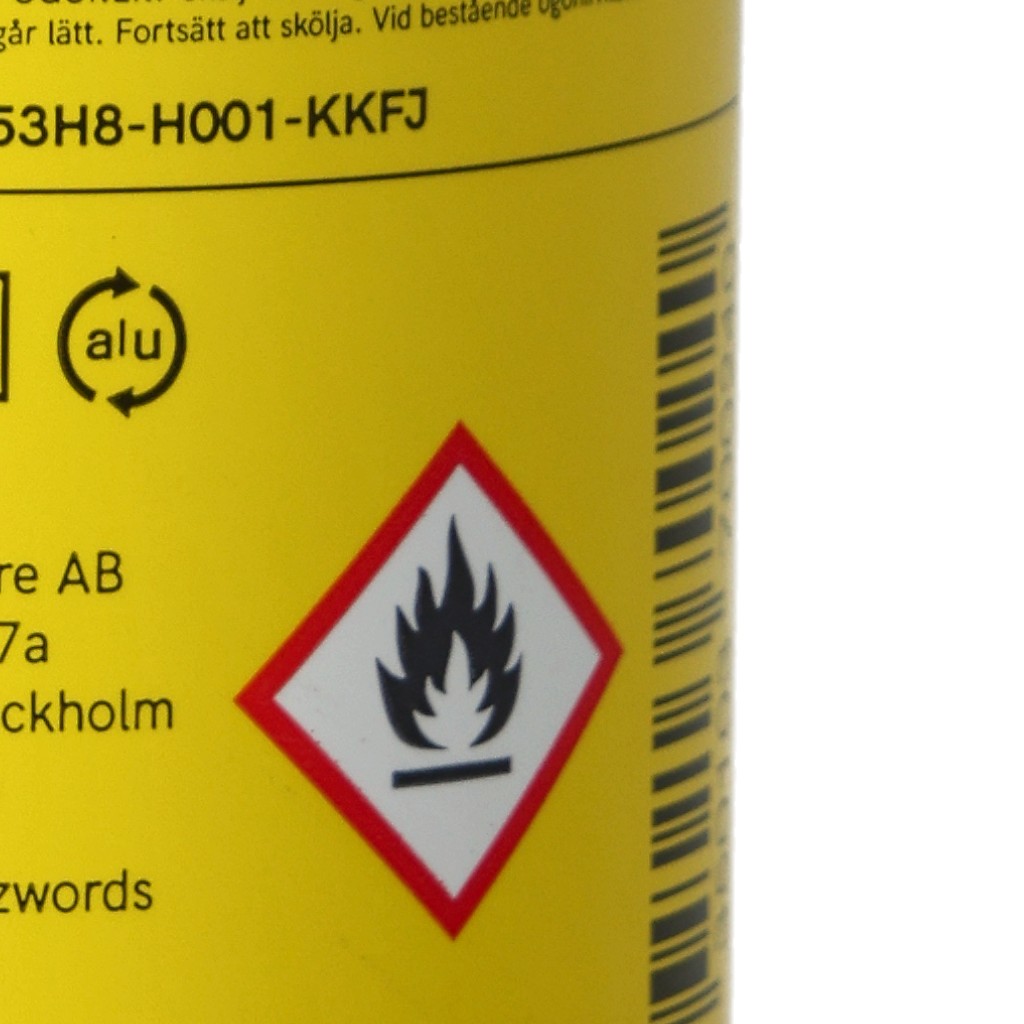 går lätt. Fortsätt att skölja. Vid bestående
53H8-H001-KKFJ
alu
re AB
7a
ckholm
zwords